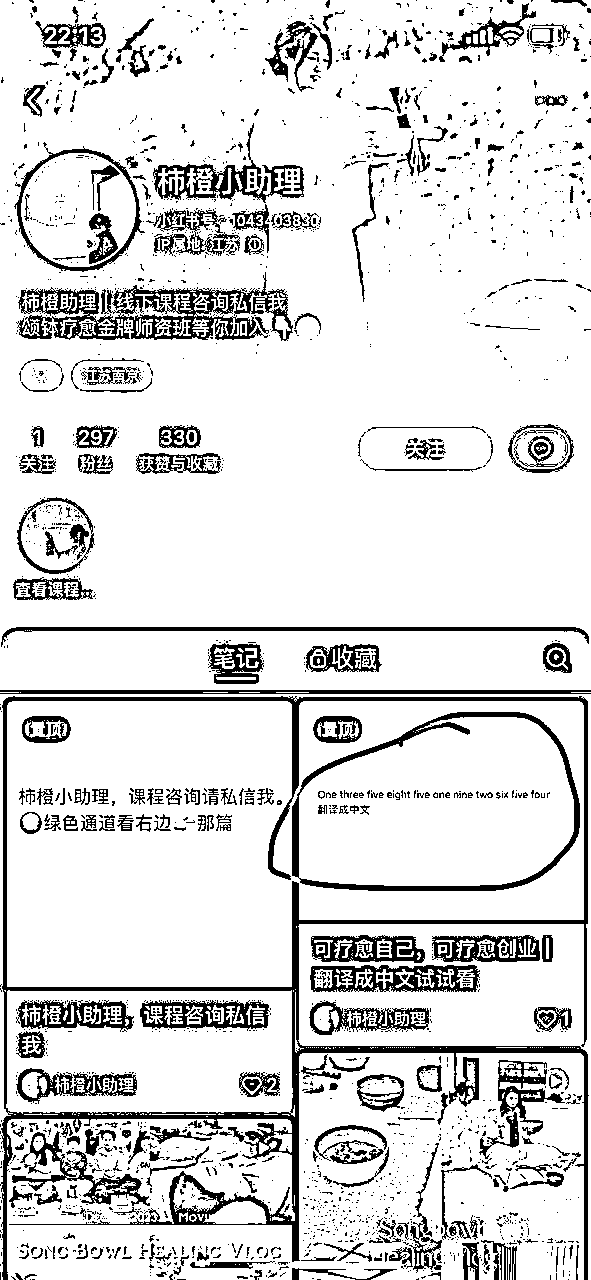 22:13
柿橙小助理
小红书号：1043403830
IP属地：江苏
柿橙助理 | 线下课程咨询私信我
颂钵疗愈金牌师资班等你加入
江苏南京
1 297 330
关注 粉丝 获赞与收藏
关注
查看课程...
笔记 收藏
置顶
柿橙小助理，课程咨询请私信我。
绿色通道看右边 那篇
柿橙小助理，课程咨询私信
我
柿橙小助理 2
置顶
One three five eight five one nine two six five four
翻译成中文
可疗愈自己，可疗愈创业 |
翻译成中文试试看
柿橙小助理 1
MOVI
SONG BOWL HEALING VLOG
Song bowl
Healing